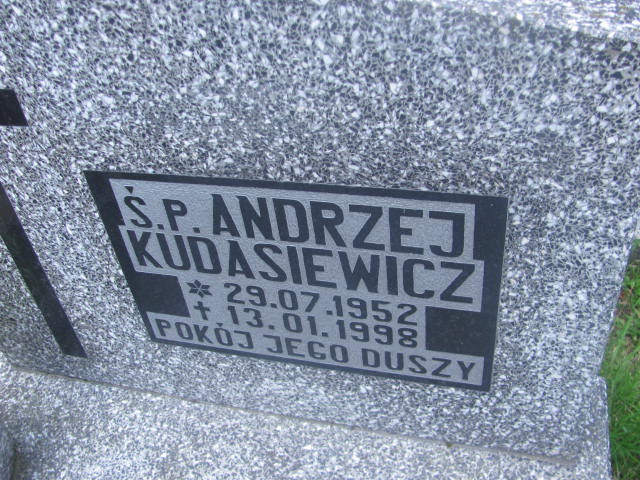 Ś.P. ANDRZEJ
KUDASIEWICZ
* 29.07.1952
✝ 13.01.1998
POKÓJ JEGO DUSZY